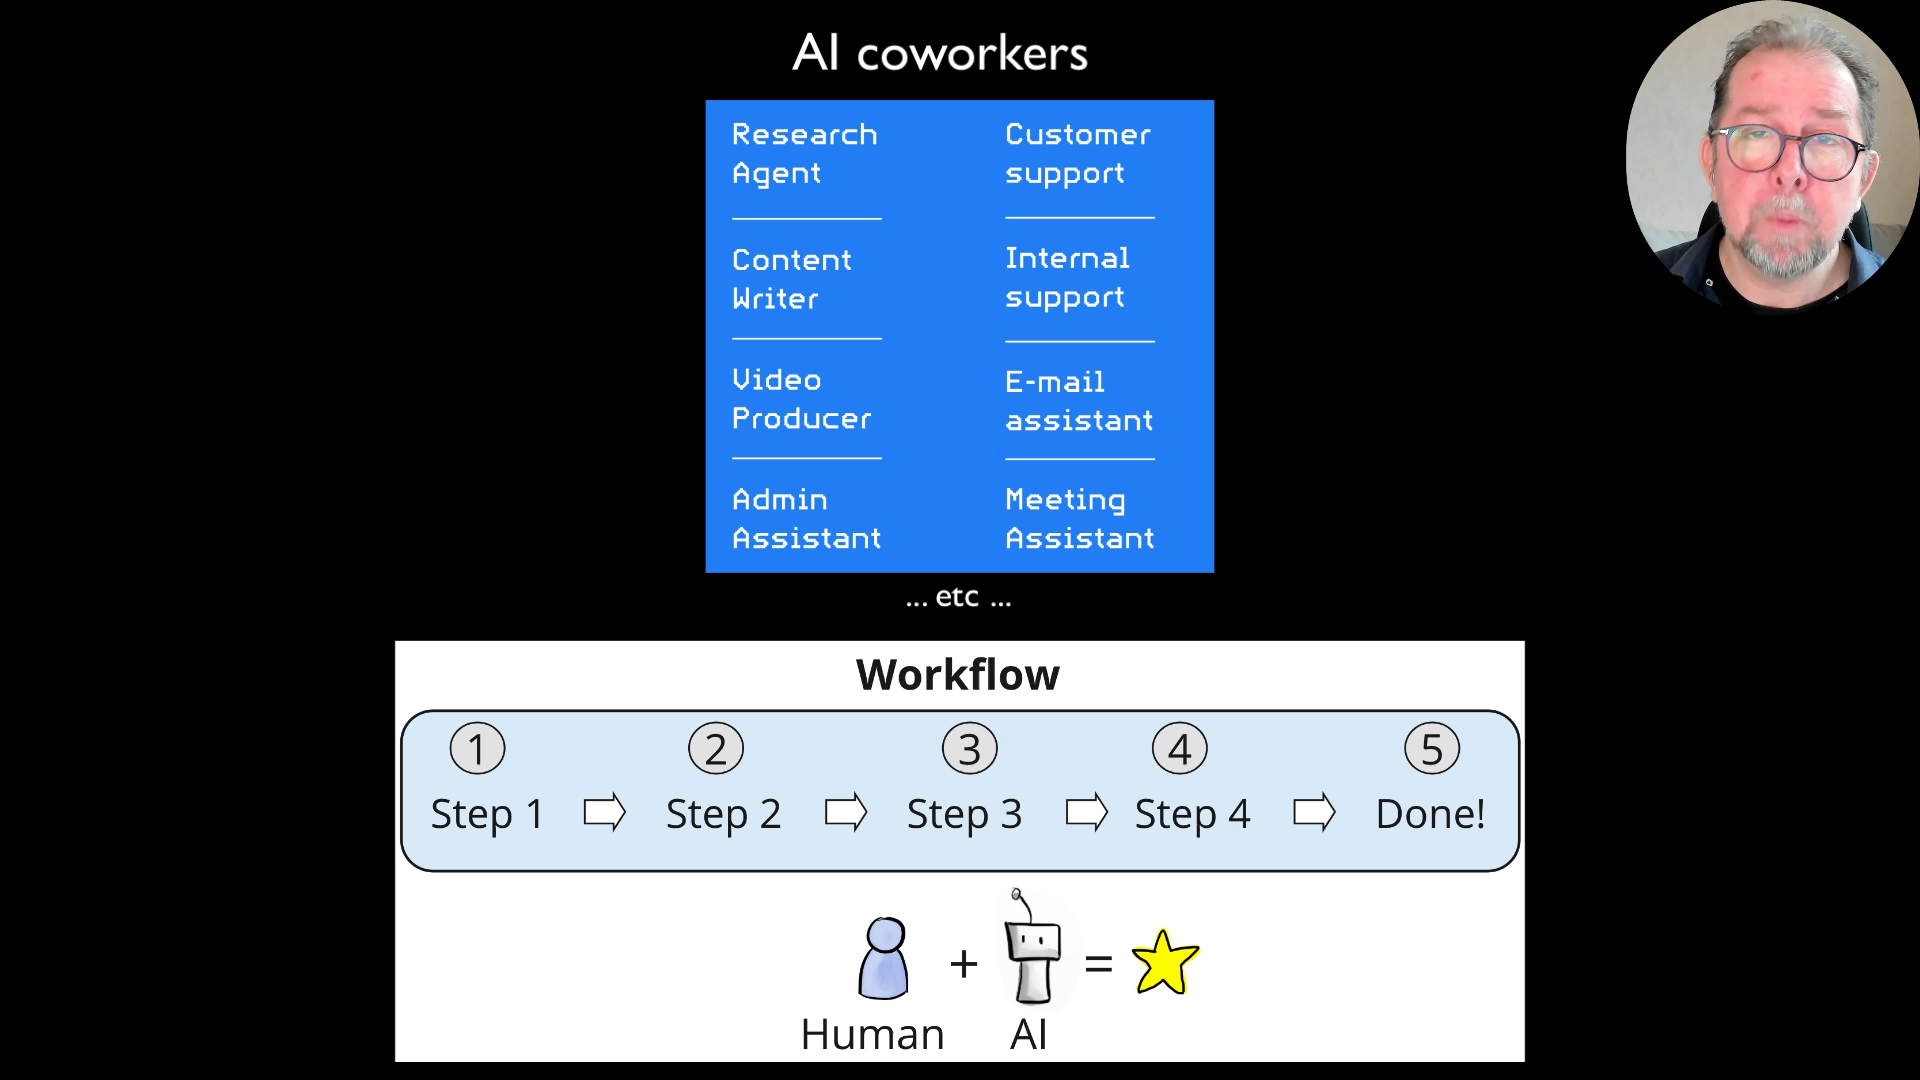 AI coworkers
Research
Agent
Content
Writer
Video
Producer
Admin
Assistant
Customer
support
Internal
support
E-mail
assistant
Meeting
Assistant
... etc ...
Workflow
1
2
3
4
5
Step 1
Step 2
Step 3
Step 4
Done!
+
=
Human
AI